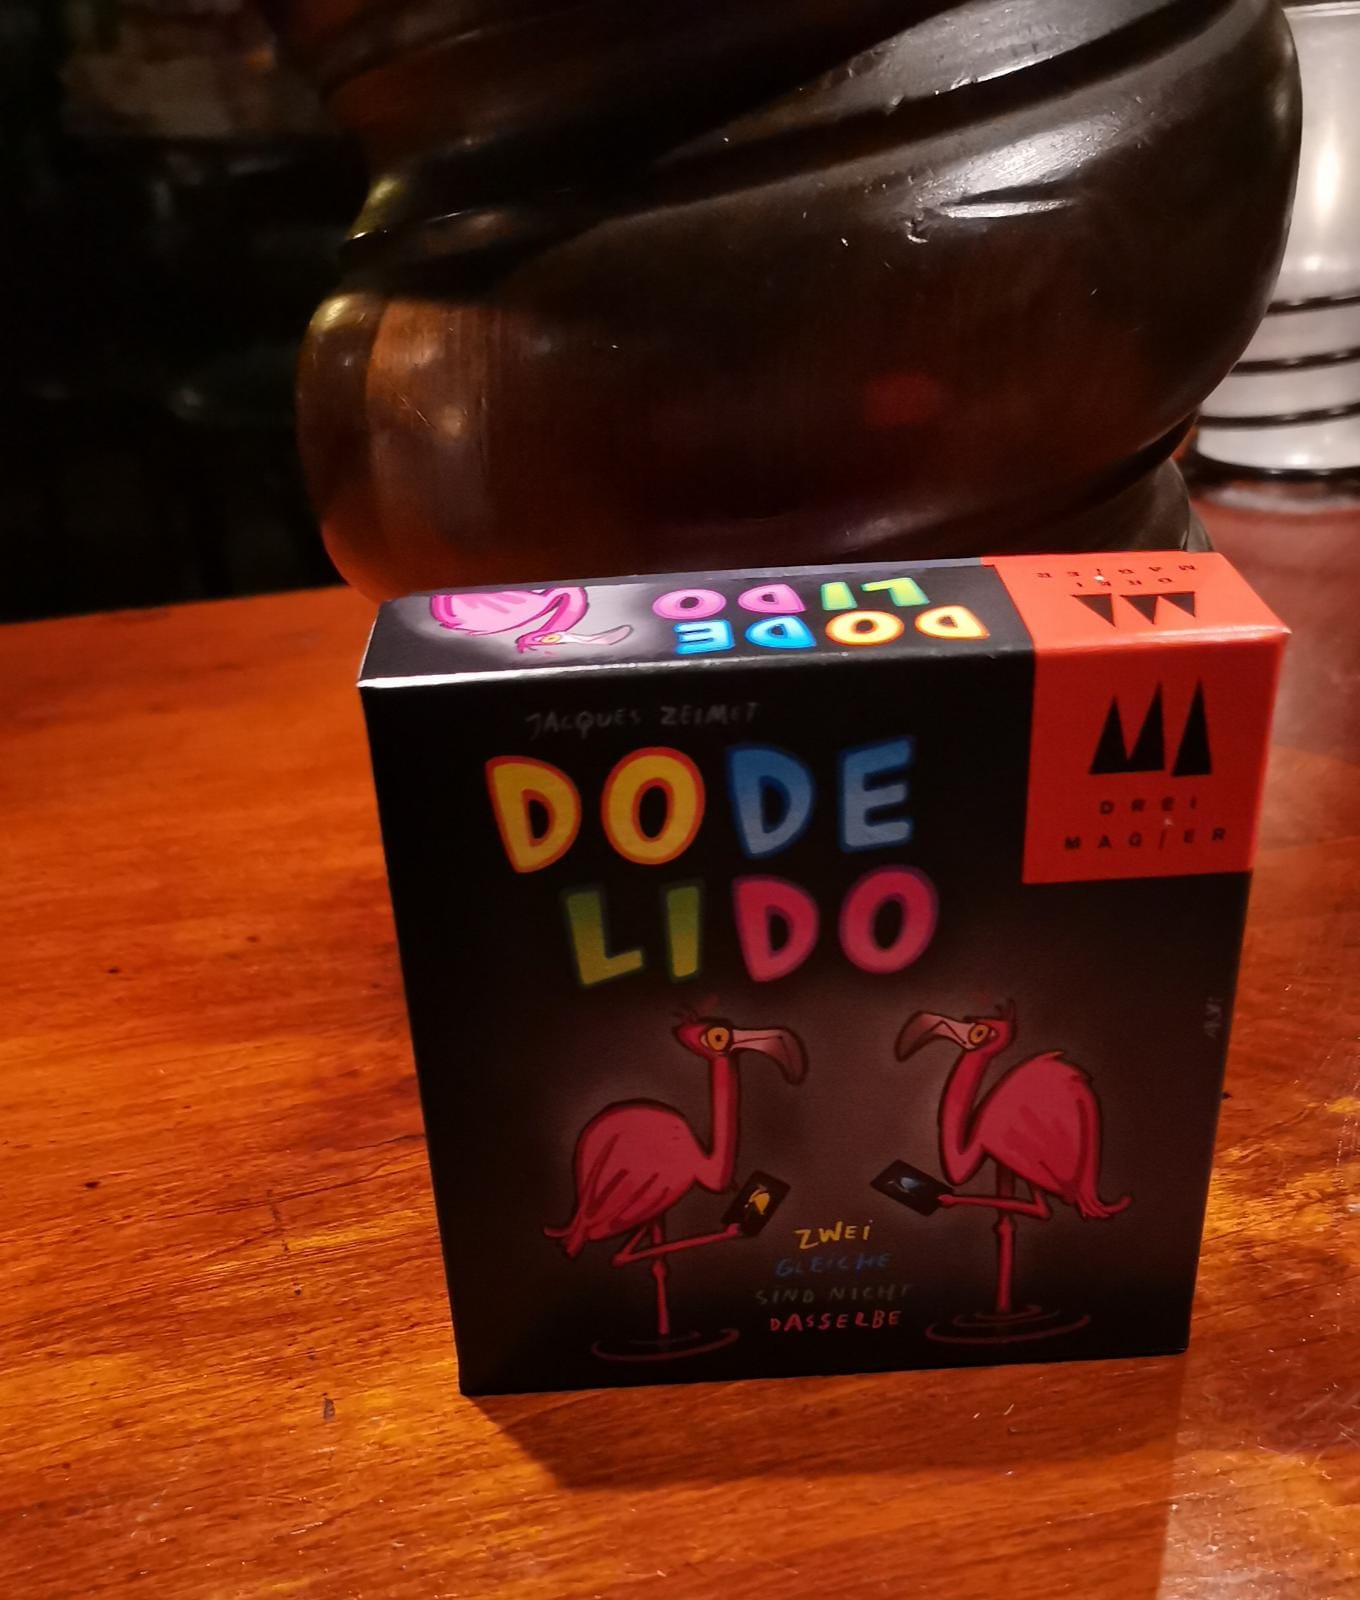 DODE
LIDO
DREI
MAGIER
JACQUES ZEIMET
DODE
LIDO
DREI
MAGIER
ZWEI
GLEICHE
SIND NICHT
DASSELBE